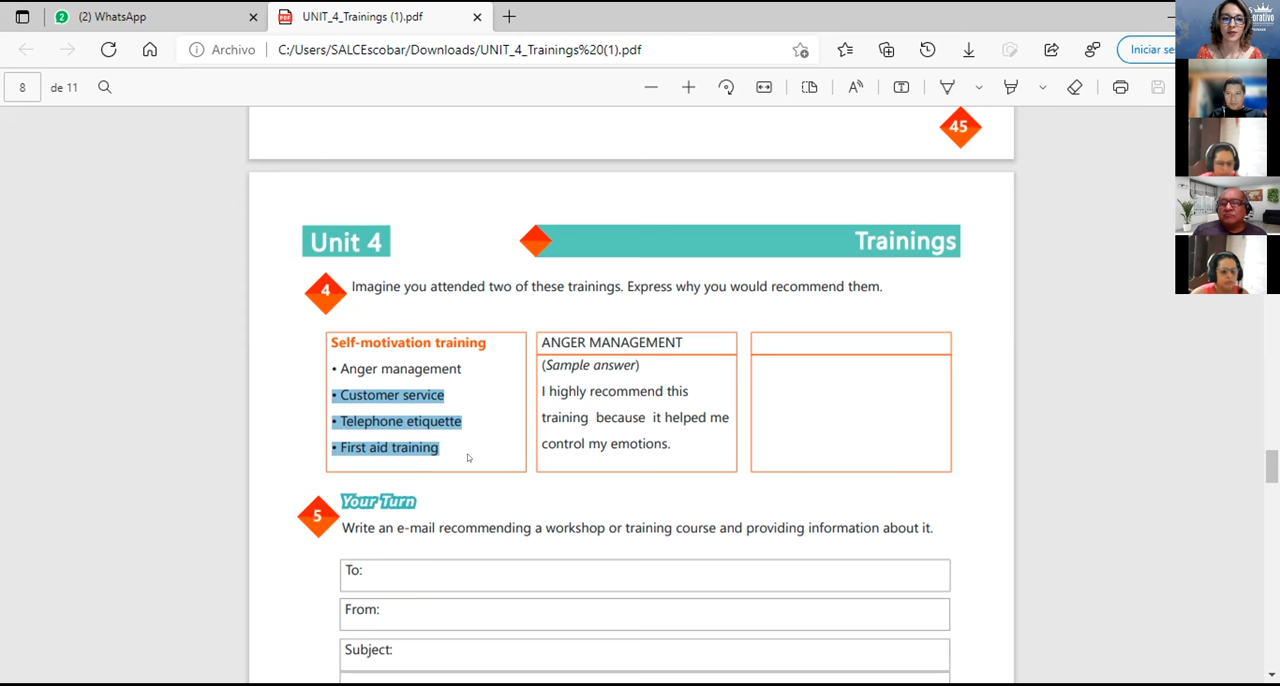 2
(2) WhatsApp
UNIT_4_Trainings (1).pdf
Archivo
C:/Users/SALCEscobar/Downloads/UNIT_4_Trainings%20(1).pdf
Iniciar se
8
de 11
45
Unit 4
Trainings
4
Imagine you attended two of these trainings. Express why you would recommend them.
Self-motivation training
• Anger management
• Customer service
• Telephone etiquette
• First aid training
ANGER MANAGEMENT
(Sample answer)
I highly recommend this
training because it helped me
control my emotions.
5
Your Turn
Write an e-mail recommending a workshop or training course and providing information about it.
To:
From:
Subject: